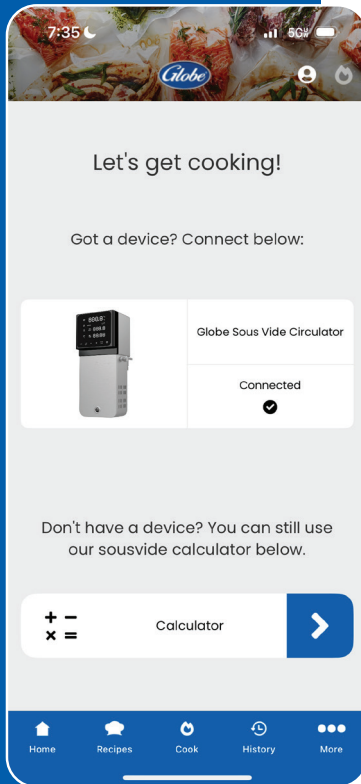 7:35
5G
Globe
Let's get cooking!
Got a device? Connect below:
Globe Sous Vide Circulator
Connected
Don't have a device? You can still use
our sousvide calculator below.
+ −
× =
Calculator
Home
Recipes
Cook
History
More